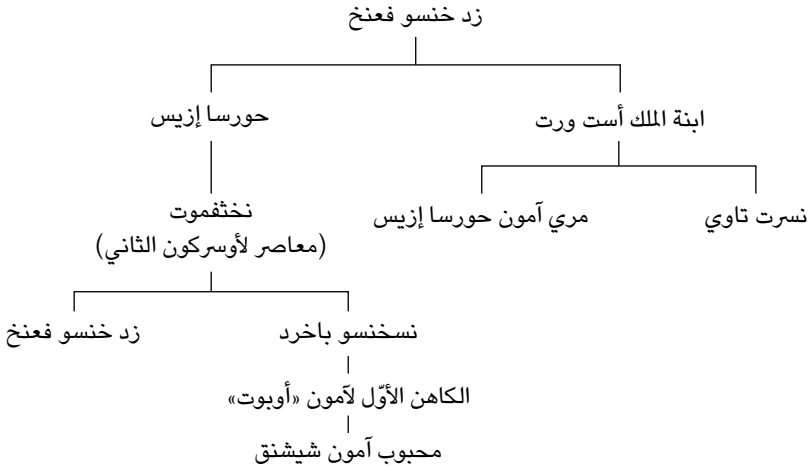 زد خنسو فعنخ
ابنة الملك أست ورت
حورسا إزيس
نسرت تاوي
مري آمون حورسا إزيس
نخثفموت
(معاصر لأوسركون الثاني)
نسخنسو باخرد
زد خنسو فعنخ
الكاهن الأوّل لآمون «أوبوت»
محبوب آمون شيشنق